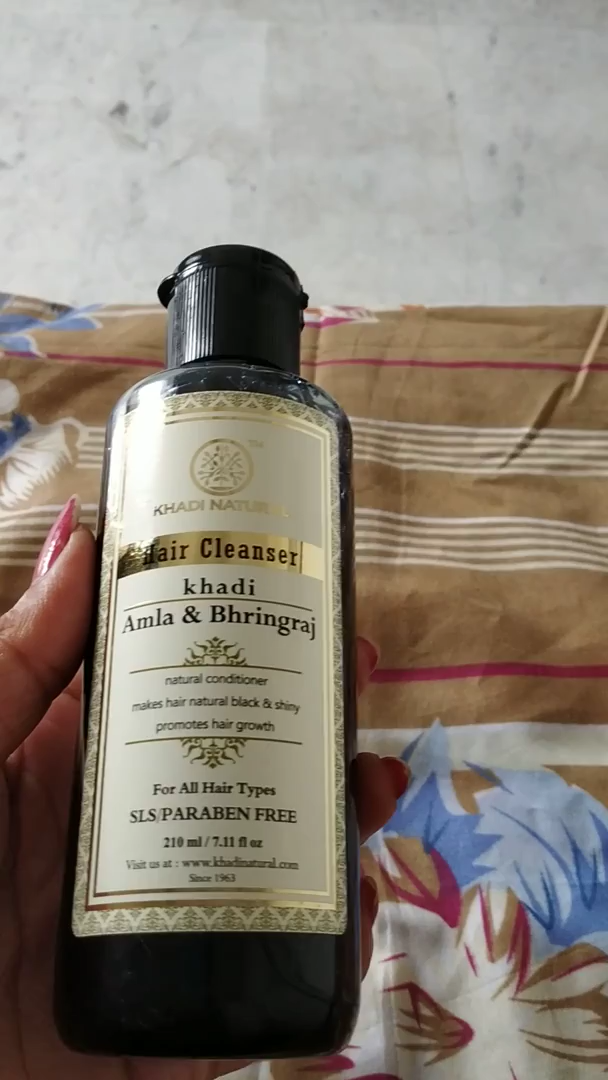 TM
KHADI NATURAL
Hair Cleanser
khadi
Amla & Bhringraj
natural conditioner
makes hair natural black & shiny
promotes hair growth
For All Hair Types
SLS/PARABEN FREE
210 ml / 7.11 fl oz
Visit us at : www.khadinatural.com
Since 1963